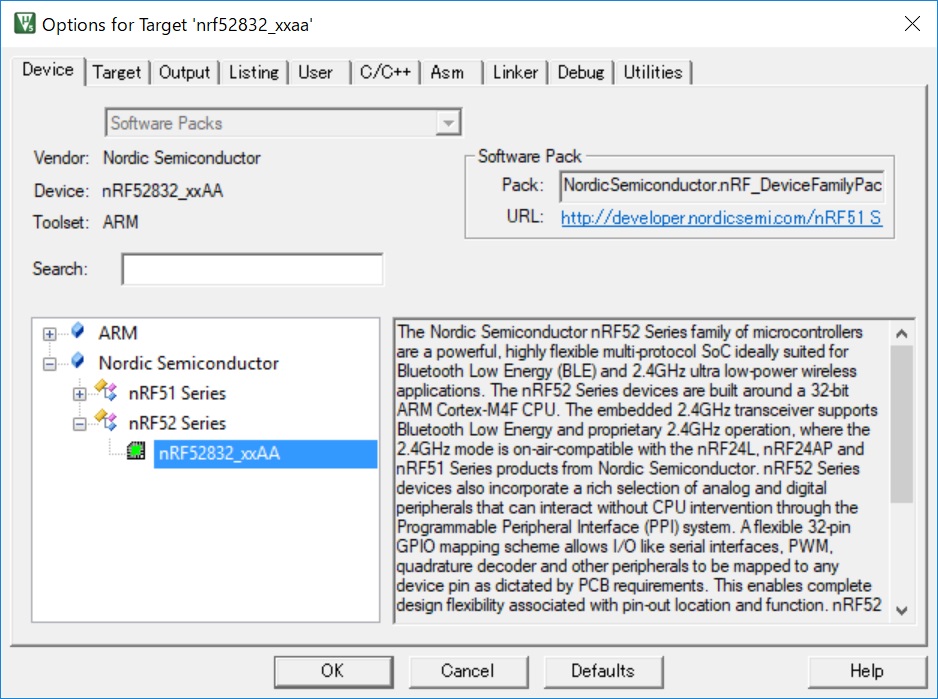 Options for Target 'nrf52832_xxaa'
Device Target Output Listing User C/C++ Asm Linker Debug Utilities
Software Packs
Vendor: Nordic Semiconductor
Device: nRF52832_xxAA
Toolset: ARM
Search:
Software Pack
Pack: NordicSemiconductor.nRF_DeviceFamilyPac
URL: http://developer.nordicsemi.com/nRF51 S
ARM
Nordic Semiconductor
nRF51 Series
nRF52 Series
nRF52832_xxAA
The Nordic Semiconductor nRF52 Series family of microcontrollers
are a powerful, highly flexible multi-protocol SoC ideally suited for
Bluetooth Low Energy (BLE) and 2.4GHz ultra low-power wireless
applications. The nRF52 Series devices are built around a 32-bit
ARM Cortex-M4F CPU. The embedded 2.4GHz transceiver supports
Bluetooth Low Energy and proprietary 2.4GHz operation, where the
2.4GHz mode is on-air-compatible with the nRF24L, nRF24AP and
nRF51 Series products from Nordic Semiconductor. nRF52 Series
devices also incorporate a rich selection of analog and digital
peripherals that can interact without CPU intervention through the
Programmable Peripheral Interface (PPI) system. A flexible 32-pin
GPIO mapping scheme allows I/O like serial interfaces, PWM,
quadrature decoder and other peripherals to be mapped to any
device pin as dictated by PCB requirements. This enables complete
design flexibility associated with pin-out location and function. nRF52
OK Cancel Defaults Help